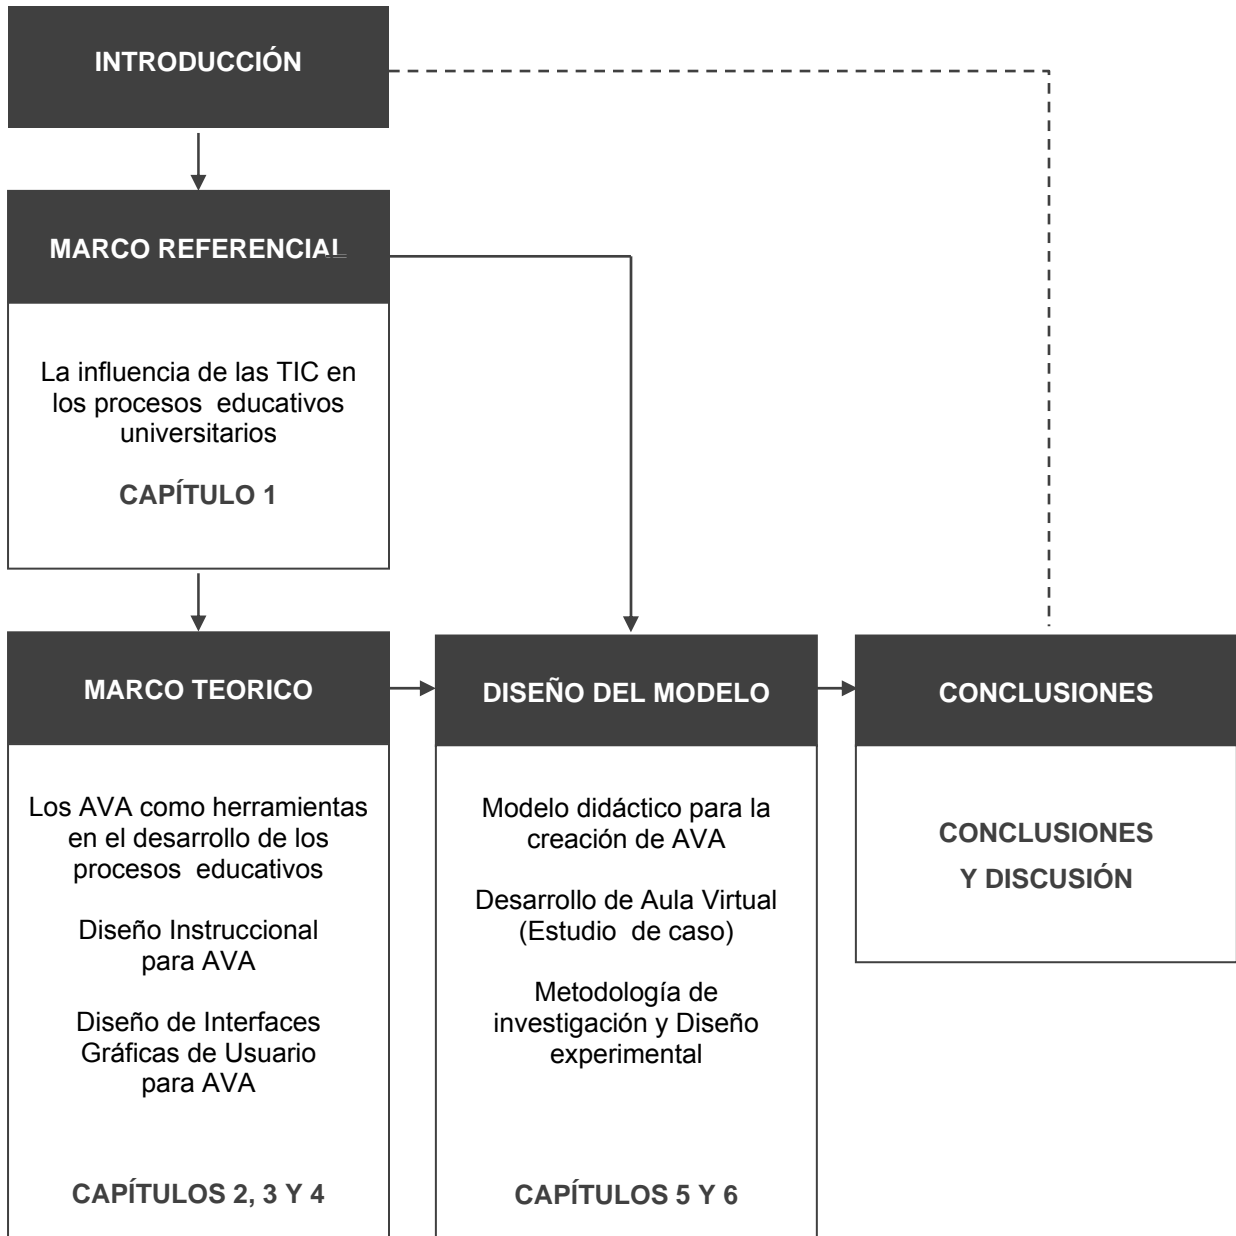 INTRODUCCIÓN
MARCO REFERENCIAL
La influencia de las TIC en
los procesos educativos
universitarios
CAPÍTULO 1
MARCO TEORICO
Los AVA como herramientas
en el desarrollo de los
procesos educativos
Diseño Instruccional
para AVA
Diseño de Interfaces
Gráficas de Usuario
para AVA
CAPÍTULOS 2, 3 Y 4
DISEÑO DEL MODELO
Modelo didáctico para la
creación de AVA
Desarrollo de Aula Virtual
(Estudio de caso)
Metodología de
investigación y Diseño
experimental
CAPÍTULOS 5 Y 6
CONCLUSIONES
CONCLUSIONES
Y DISCUSIÓN